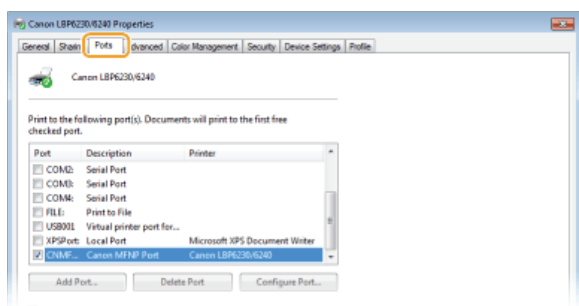 Canon LBP6230/6240 Properties
General Sharin Ports dvanced Color Management Security Device Settings Profile
Canon LBP6230/6240
Print to the following port(s). Documents will print to the first free
checked port.
Port Description Printer
COM2: Serial Port
COM3: Serial Port
COM4: Serial Port
FILE: Print to File
USB001 Virtual printer port for...
XPSPort: Local Port Microsoft XPS Document Writer
CNMF... Canon MFNP Port Canon LBP6230/6240
Add Port... Delete Port Configure Port...